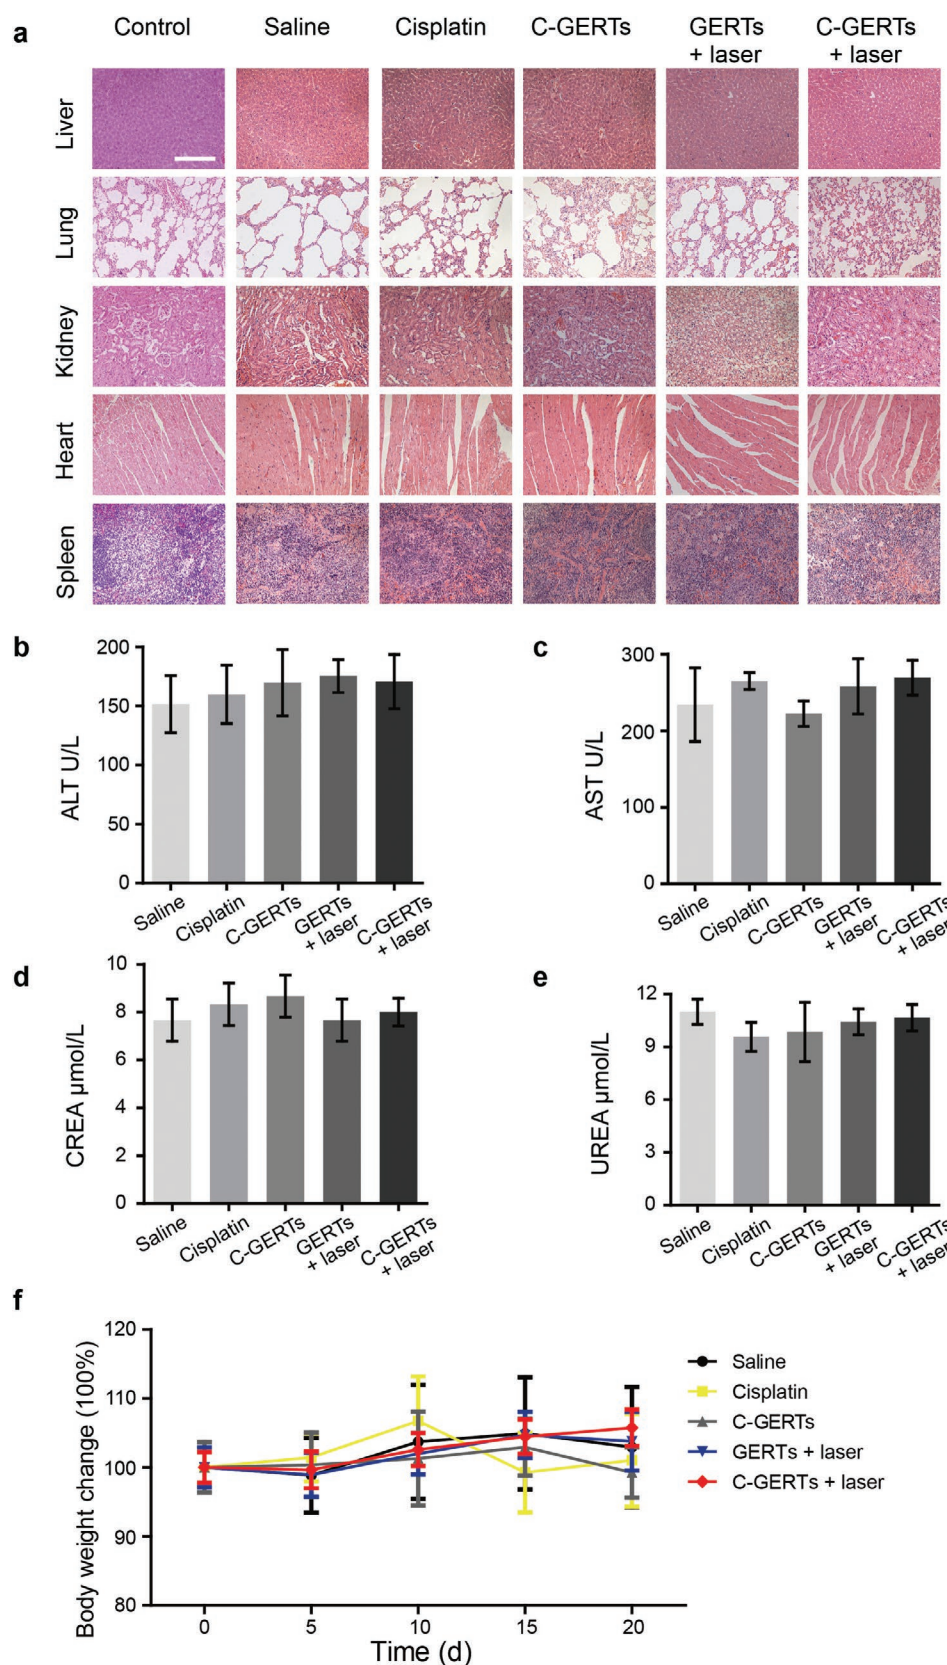 a
Control
Saline
Cisplatin
C-GERTs
GERTs
+ laser
C-GERTs
+ laser
Liver
Lung
Kidney
Heart
Spleen
b
ALT U/L
200
150
100
50
0
Saline
Cisplatin
C-GERTs
GERTs
+ laser
C-GERTs
+ laser
c
AST U/L
300
200
100
0
Saline
Cisplatin
C-GERTs
GERTs
+ laser
C-GERTs
+ laser
d
CREA μmol/L
10
8
6
4
2
0
Saline
Cisplatin
C-GERTs
GERTs
+ laser
C-GERTs
+ laser
e
UREA μmol/L
12
9
6
3
0
Saline
Cisplatin
C-GERTs
GERTs
+ laser
C-GERTs
+ laser
f
Body weight change (100%)
120
110
100
90
80
0
5
10
15
20
Time (d)
Saline
Cisplatin
C-GERTs
GERTs + laser
C-GERTs + laser